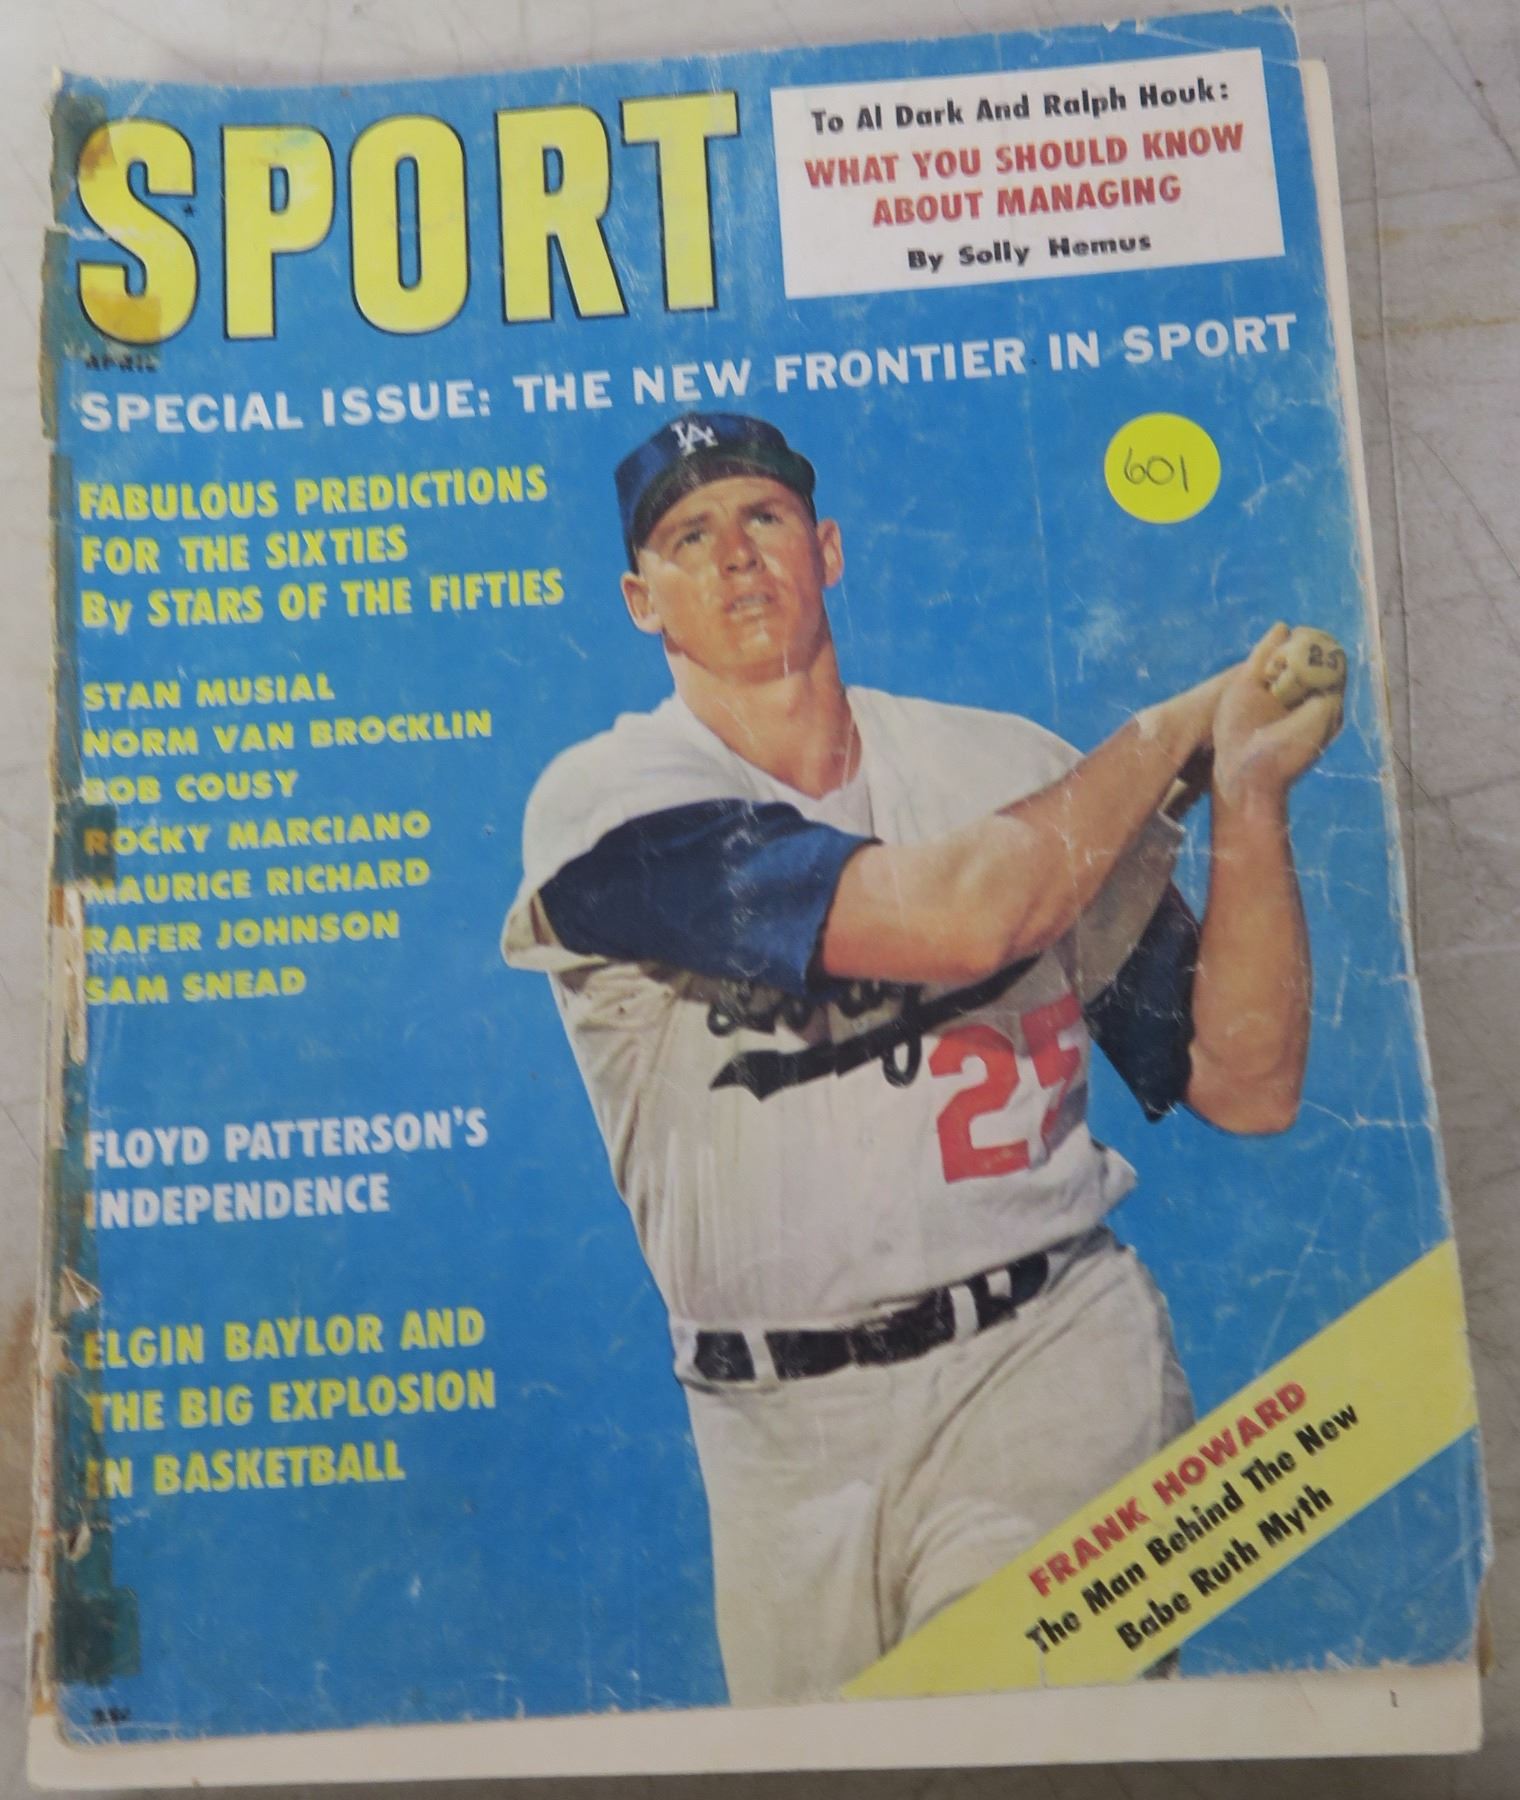 SPORT
To Al Dark And Ralph Houk:
WHAT YOU SHOULD KNOW
ABOUT MANAGING
By Solly Hemus
APRIL
SPECIAL ISSUE: THE NEW FRONTIER IN SPORT
LA
601
FABULOUS PREDICTIONS
FOR THE SIXTIES
By STARS OF THE FIFTIES
25
STAN MUSIAL
NORM VAN BROCKLIN
BOB COUSY
ROCKY MARCIANO
MAURICE RICHARD
RAFER JOHNSON
SAM SNEAD
25
FLOYD PATTERSON'S
INDEPENDENCE
ELGIN BAYLOR AND
THE BIG EXPLOSION
IN BASKETBALL
FRANK HOWARD
The Man Behind The New
Babe Ruth Myth